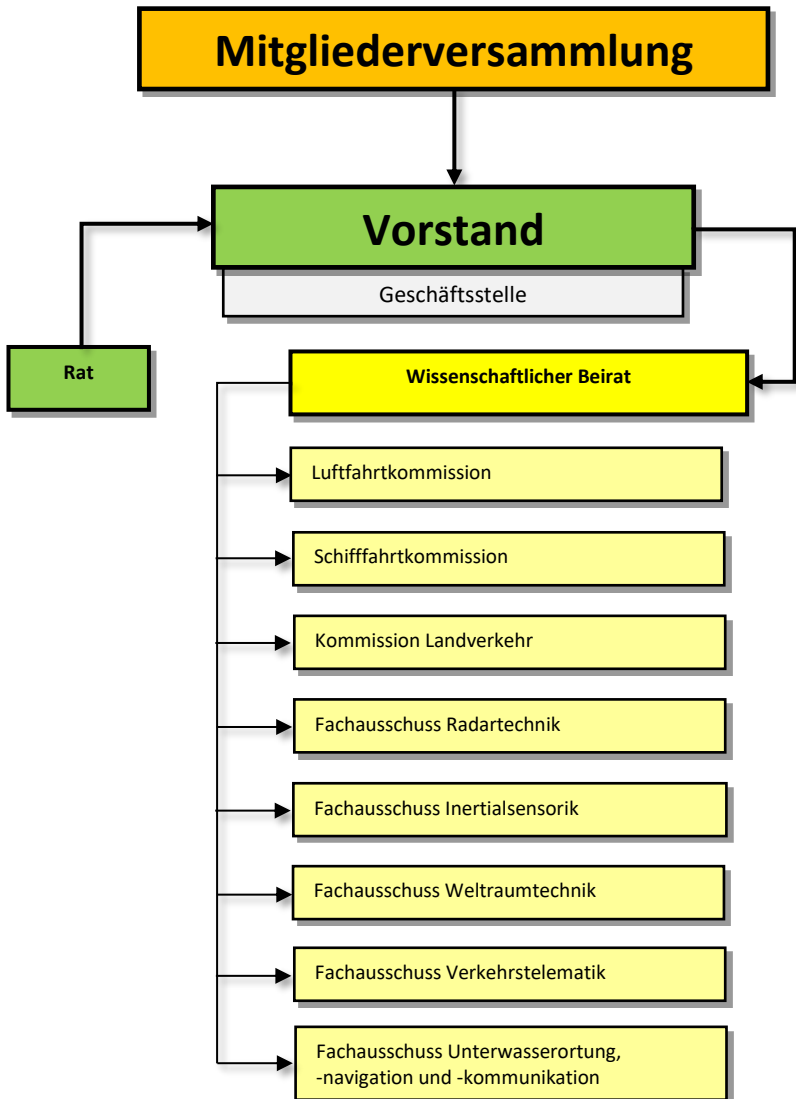 Mitgliederversammlung
Vorstand
Geschäftsstelle
Rat
Wissenschaftlicher Beirat
Luftfahrtkommission
Schifffahrtkommission
Kommission Landverkehr
Fachausschuss Radartechnik
Fachausschuss Inertialsensorik
Fachausschuss Weltraumtechnik
Fachausschuss Verkehrstelematik
Fachausschuss Unterwasserortung,
-navigation und -kommunikation